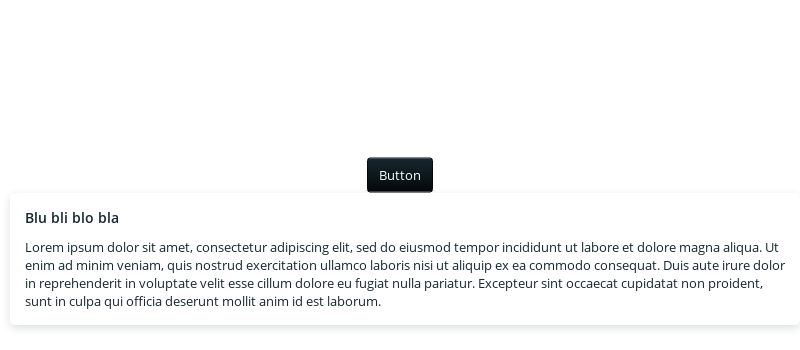 Button
Blu bli blo bla
Lorem ipsum dolor sit amet, consectetur adipiscing elit, sed do eiusmod tempor incididunt ut labore et dolore magna aliqua. Ut
enim ad minim veniam, quis nostrud exercitation ullamco laboris nisi ut aliquip ex ea commodo consequat. Duis aute irure dolor
in reprehenderit in voluptate velit esse cillum dolore eu fugiat nulla pariatur. Excepteur sint occaecat cupidatat non proident,
sunt in culpa qui officia deserunt mollit anim id est laborum.